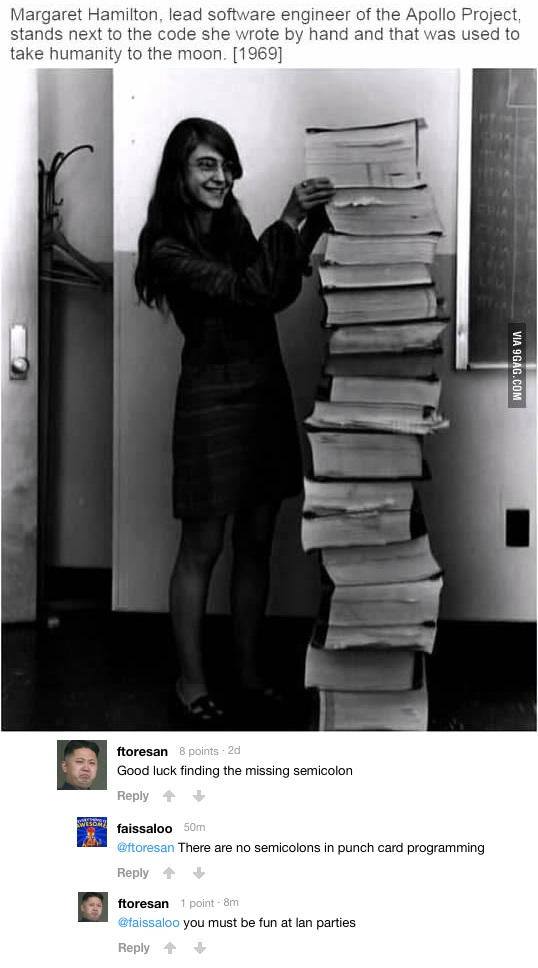 Margaret Hamilton, lead software engineer of the Apollo Project,
stands next to the code she wrote by hand and that was used to
take humanity to the moon. [1969]
VIA 9GAG.COM
ftoresan 8 points · 2d
Good luck finding the missing semicolon
Reply
faissaloo 50m
@ftoresan There are no semicolons in punch card programming
Reply
ftoresan 1 point · 8m
@faissaloo you must be fun at lan parties
Reply